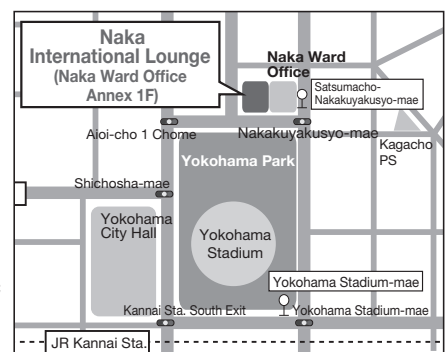 Naka
International Lounge
(Naka Ward Office
Annex 1F)
Naka Ward
Office
Satsumacho-
Nakakuyakusyo-mae
Aioi-cho 1 Chome
Nakakuyakusyo-mae
Kagacho
PS
Yokohama Park
Shichosha-mae
Yokohama
City Hall
Yokohama
Stadium
Yokohama Stadium-mae
Kannai Sta. South Exit
Yokohama Stadium-mae
JR Kannai Sta.